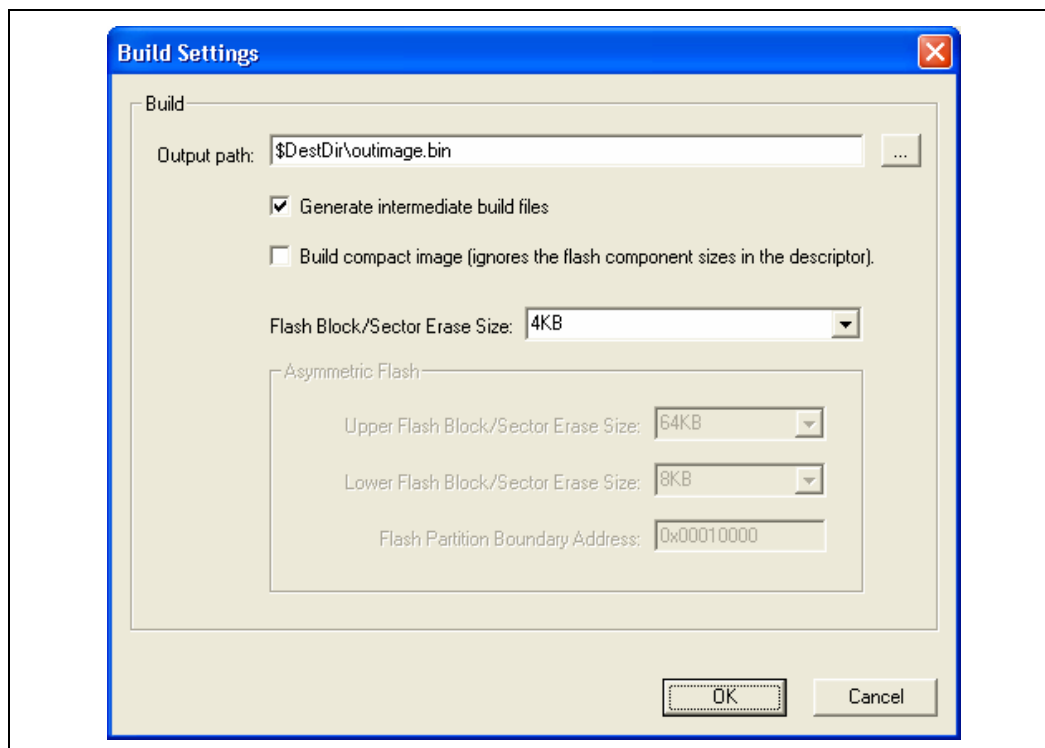 Build Settings
Build
Output path: $DestDir\outimage.bin ...
Generate intermediate build files
Build compact image (ignores the flash component sizes in the descriptor).
Flash Block/Sector Erase Size: 4KB
Asymmetric Flash
Upper Flash Block/Sector Erase Size: 64KB
Lower Flash Block/Sector Erase Size: 8KB
Flash Partition Boundary Address: 0x00010000
OK Cancel